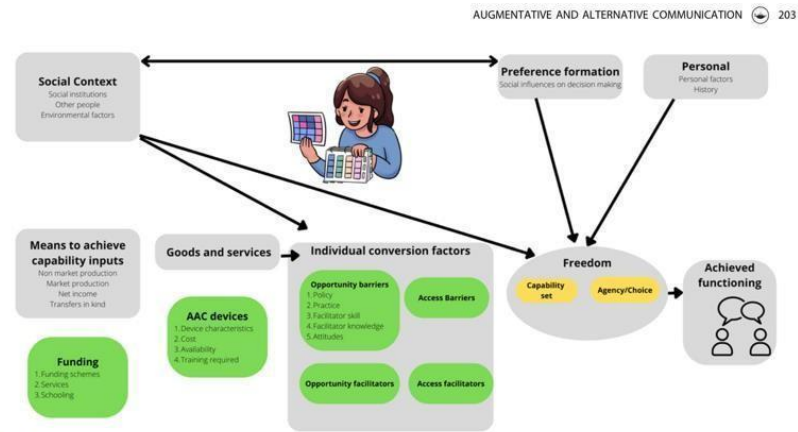 AUGMENTATIVE AND ALTERNATIVE COMMUNICATION 203
Social Context
Social institutions
Other people
Environmental factors
Preference formation
Social influences on decision making
Personal
Personal factors
History
Means to achieve
capability inputs
Non market production
Market production
Net income
Transfers in kind
Goods and services
Individual conversion factors
Opportunity barriers
1. Policy
2. Practice
3. Facilitator skill
4. Facilitator knowledge
5. Attitudes
Access Barriers
Freedom
Capability
set
Agency/Choice
Achieved
functioning
AAC devices
1. Device characteristics
2. Cost
3. Availability
4. Training required
Funding
1. Funding schemes
2. Services
3. Schooling
Opportunity facilitators
Access facilitators